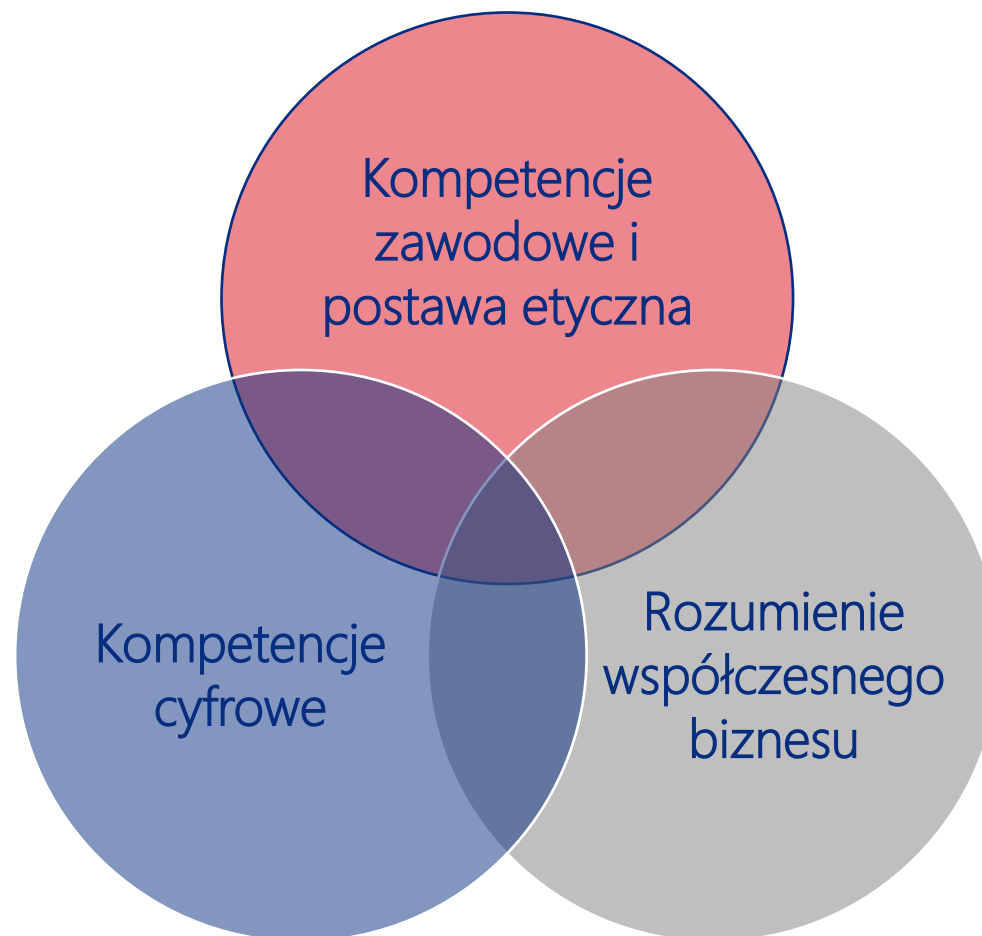 Kompetencje
zawodowe i
postawa etyczna
Kompetencje
cyfrowe
Rozumienie
współczesnego
biznesu